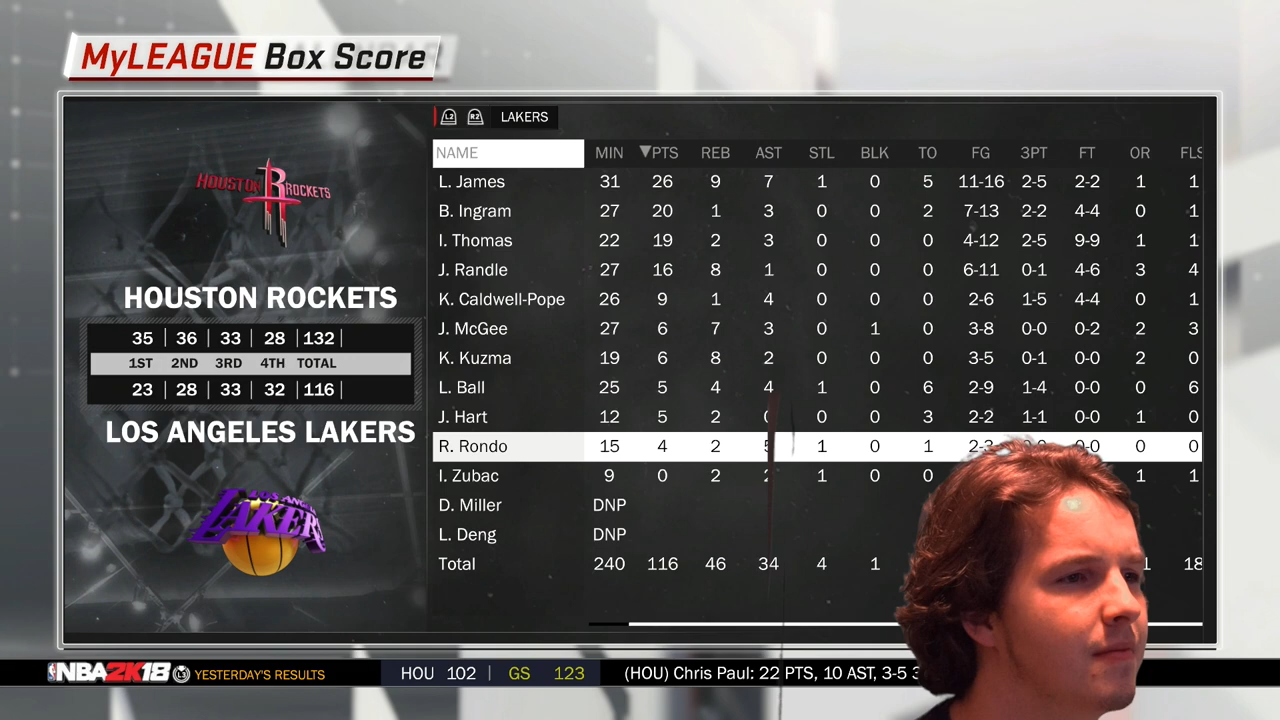 MyLEAGUE Box Score
L2 R2 LAKERS
NAME MIN PTS REB AST STL BLK TO FG 3PT FT OR FLS
L. James 31 26 9 7 1 0 5 11-16 2-5 2-2 1 1
B. Ingram 27 20 1 3 0 0 2 7-13 2-2 4-4 0 1
I. Thomas 22 19 2 3 0 0 0 4-12 2-5 9-9 1 1
J. Randle 27 16 8 1 0 0 0 6-11 0-1 4-6 3 4
K. Caldwell-Pope 26 9 1 4 0 0 0 2-6 1-5 4-4 0 1
J. McGee 27 6 7 3 0 1 0 3-8 0-0 0-2 2 3
K. Kuzma 19 6 8 2 0 0 0 3-5 0-1 0-0 2 0
L. Ball 25 5 4 4 1 0 6 2-9 1-4 0-0 0 6
J. Hart 12 5 2 0 0 3 2-2 1-1 0-0 1 0
R. Rondo 15 4 2 1 0 1 0 0
I. Zubac 9 0 2 1 0 0 1 1
D. Miller DNP
L. Deng DNP
Total 240 116 46 34 4 1 18
HOUSTON ROCKETS
HOUSTON ROCKETS
35 36 33 28 132
1ST 2ND 3RD 4TH TOTAL
23 28 33 32 116
LOS ANGELES LAKERS
LOS ANGELES
LAKERS
NBA 2K18 YESTERDAY'S RESULTS HOU 102 GS 123 (HOU) Chris Paul: 22 PTS, 10 AST, 3-5